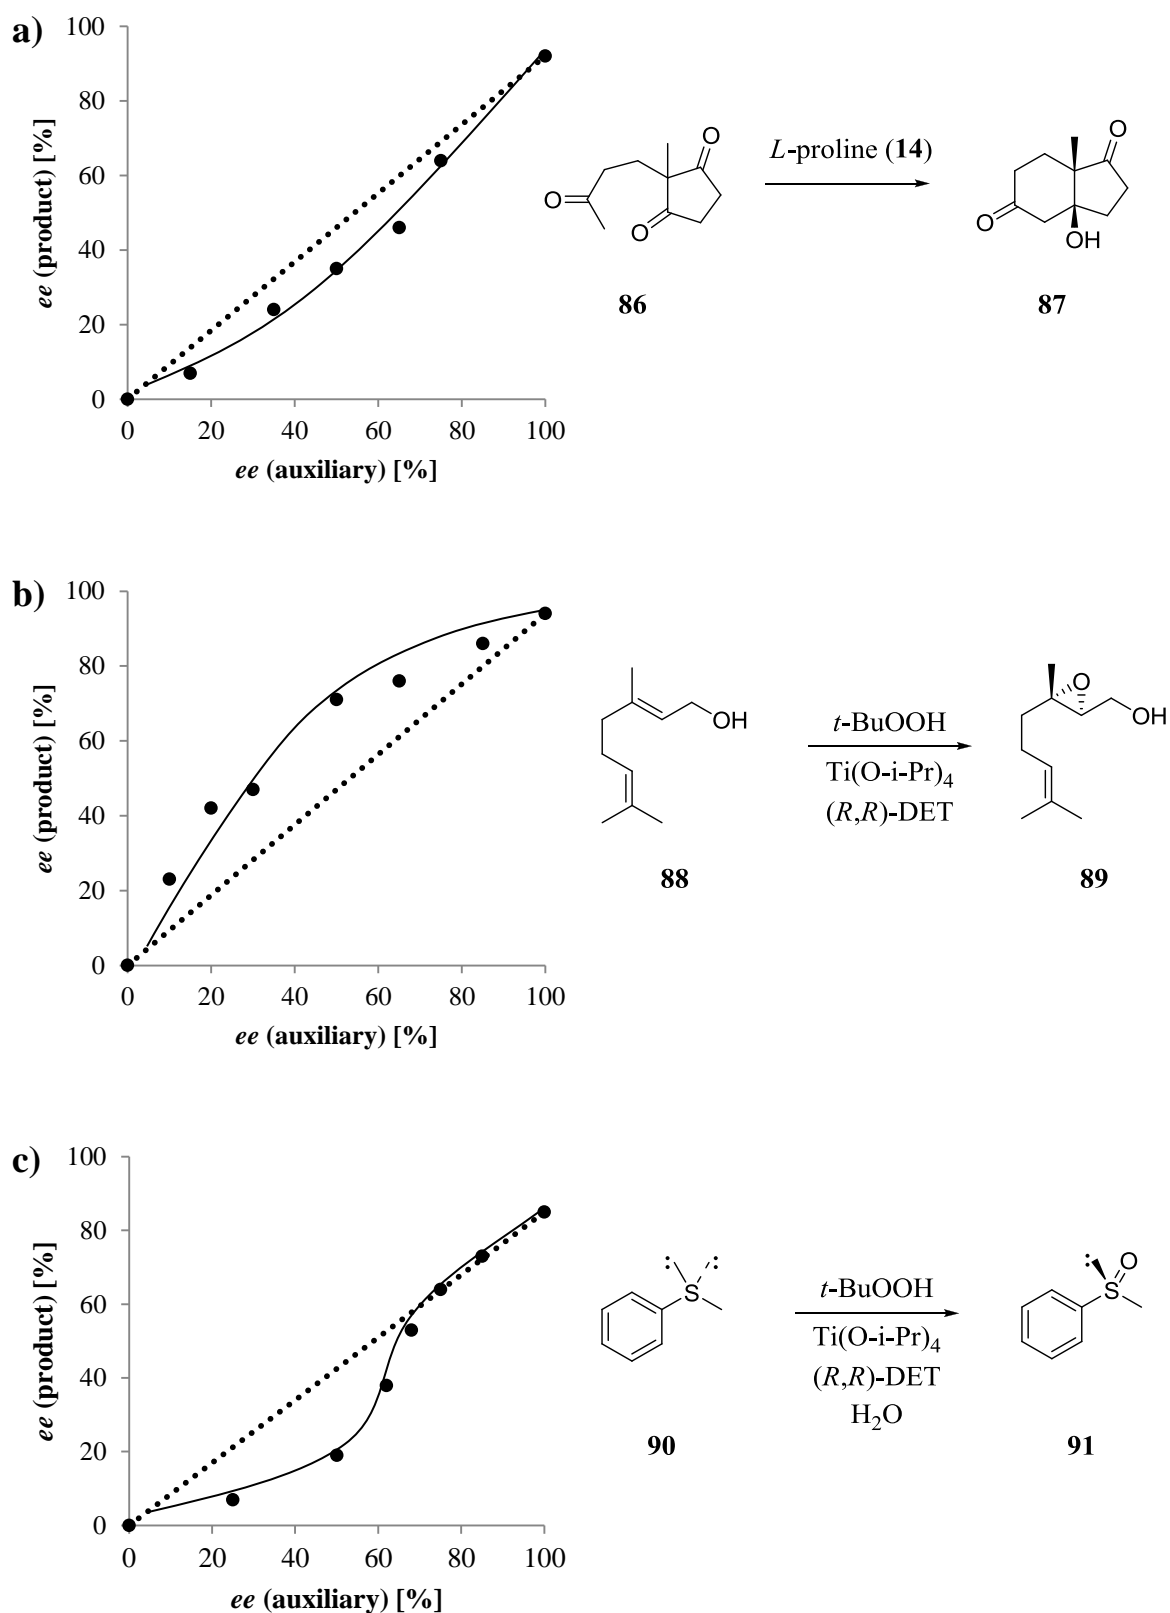 a)
100
80
60
40
20
0
0 20 40 60 80 100
ee (product) [%]
ee (auxiliary) [%]
O
O
O
86
L-proline (14)
O
O
OH
87
b)
100
80
60
40
20
0
0 20 40 60 80 100
ee (product) [%]
ee (auxiliary) [%]
OH
88
t-BuOOH
Ti(O-i-Pr)4
(R,R)-DET
O
OH
89
c)
100
80
60
40
20
0
0 20 40 60 80 100
ee (product) [%]
ee (auxiliary) [%]
S
90
t-BuOOH
Ti(O-i-Pr)4
(R,R)-DET
H2O
O
S
91